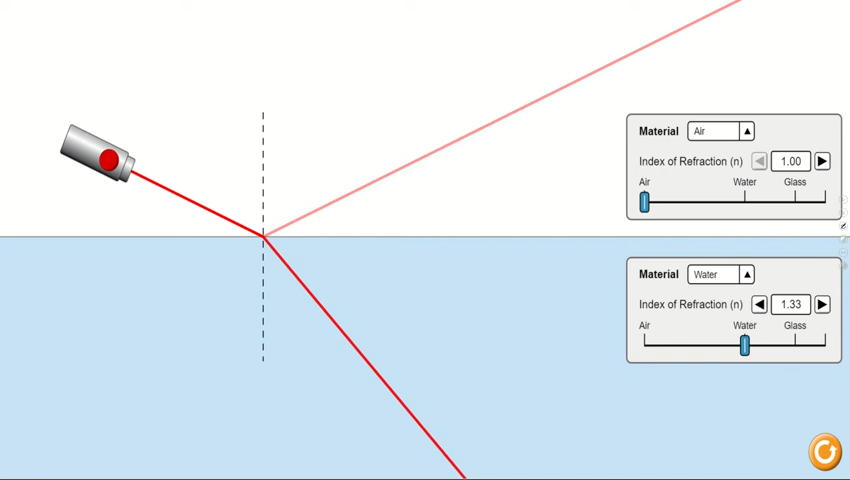 Material Air
Index of Refraction (n) 1.00
Air Water Glass
Material Water
Index of Refraction (n) 1.33
Air Water Glass